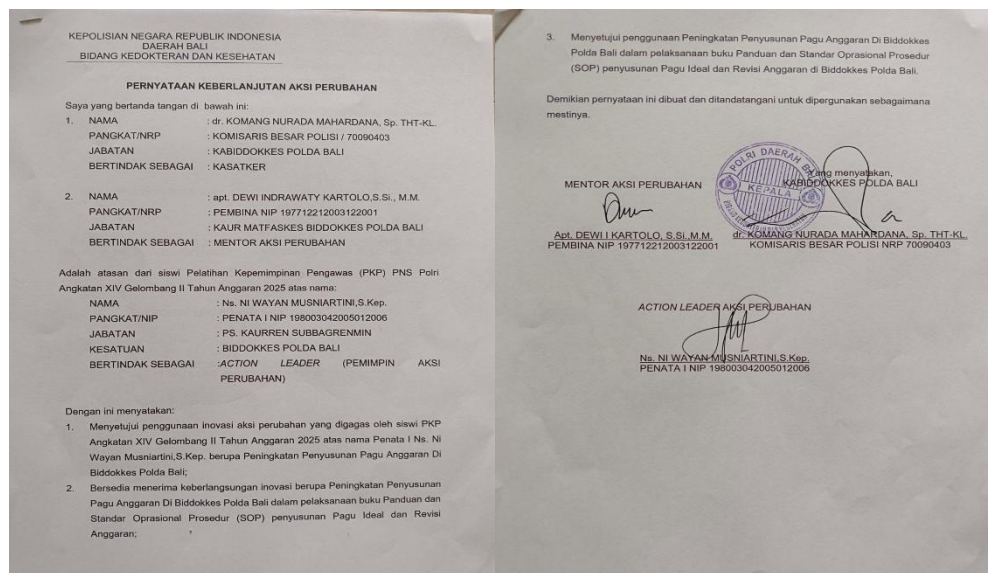 KEPOLISIAN NEGARA REPUBLIK INDONESIA
DAERAH BALI
BIDANG KEDOKTERAN DAN KESEHATAN
PERNYATAAN KEBERLANJUTAN AKSI PERUBAHAN
Saya yang bertanda tangan di bawah ini:
1. NAMA : dr. KOMANG NURADA MAHARDANA, Sp. THT-KL.
PANGKAT/NRP : KOMISARIS BESAR POLISI / 70090403
JABATAN : KABIDDOKKES POLDA BALI
BERTINDAK SEBAGAI : KASATKER
2. NAMA : apt. DEWI INDRAWATY KARTOLO,S.Si., M.M.
PANGKAT/NRP : PEMBINA NIP 197712212003122001
JABATAN : KAUR MATFASKES BIDDOKKES POLDA BALI
BERTINDAK SEBAGAI : MENTOR AKSI PERUBAHAN
Adalah atasan dari siswi Pelatihan Kepemimpinan Pengawas (PKP) PNS Polri
Angkatan XIV Gelombang II Tahun Anggaran 2025 atas nama:
NAMA : Ns. NI WAYAN MUSNIARTINI,S.Kep.
PANGKAT/NIP : PENATA I NIP 198003042005012006
JABATAN : PS. KAURREN SUBBAGRENMIN
KESATUAN : BIDDOKKES POLDA BALI
BERTINDAK SEBAGAI :ACTION LEADER (PEMIMPIN AKSI
PERUBAHAN)
Dengan ini menyatakan:
1. Menyetujui penggunaan inovasi aksi perubahan yang digagas oleh siswi PKP
Angkatan XIV Gelombang II Tahun Anggaran 2025 atas nama Penata I Ns. Ni
Wayan Musniartini,S.Kep. berupa Peningkatan Penyusunan Pagu Anggaran Di
Biddokkes Polda Bali;
2. Bersedia menerima keberlangsungan inovasi berupa Peningkatan Penyusunan
Pagu Anggaran Di Biddokkes Polda Bali dalam pelaksanaan buku Panduan dan
Standar Oprasional Prosedur (SOP) penyusunan Pagu Ideal dan Revisi
Anggaran;
3. Menyetujui penggunaan Peningkatan Penyusunan Pagu Anggaran Di Biddokkes
Polda Bali dalam pelaksanaan buku Panduan dan Standar Oprasional Prosedur
(SOP) penyusunan Pagu Ideal dan Revisi Anggaran di Biddokkes Polda Bali.
Demikian pernyataan ini dibuat dan ditandatangani untuk dipergunakan sebagaimana
mestinya.
Yang menyatakan,
MENTOR AKSI PERUBAHAN KABIDDOKKES POLDA BALI
POLRI DAERAH
KEPALA
Apt. DEWI I KARTOLO, S.Si.,M.M. dr. KOMANG NURADA MAHARDANA, Sp. THT-KL.
PEMBINA NIP 197712212003122001 KOMISARIS BESAR POLISI NRP 70090403
ACTION LEADER AKSI PERUBAHAN
Ns. NI WAYAN MUSNIARTINI,S.Kep.
PENATA I NIP 198003042005012006